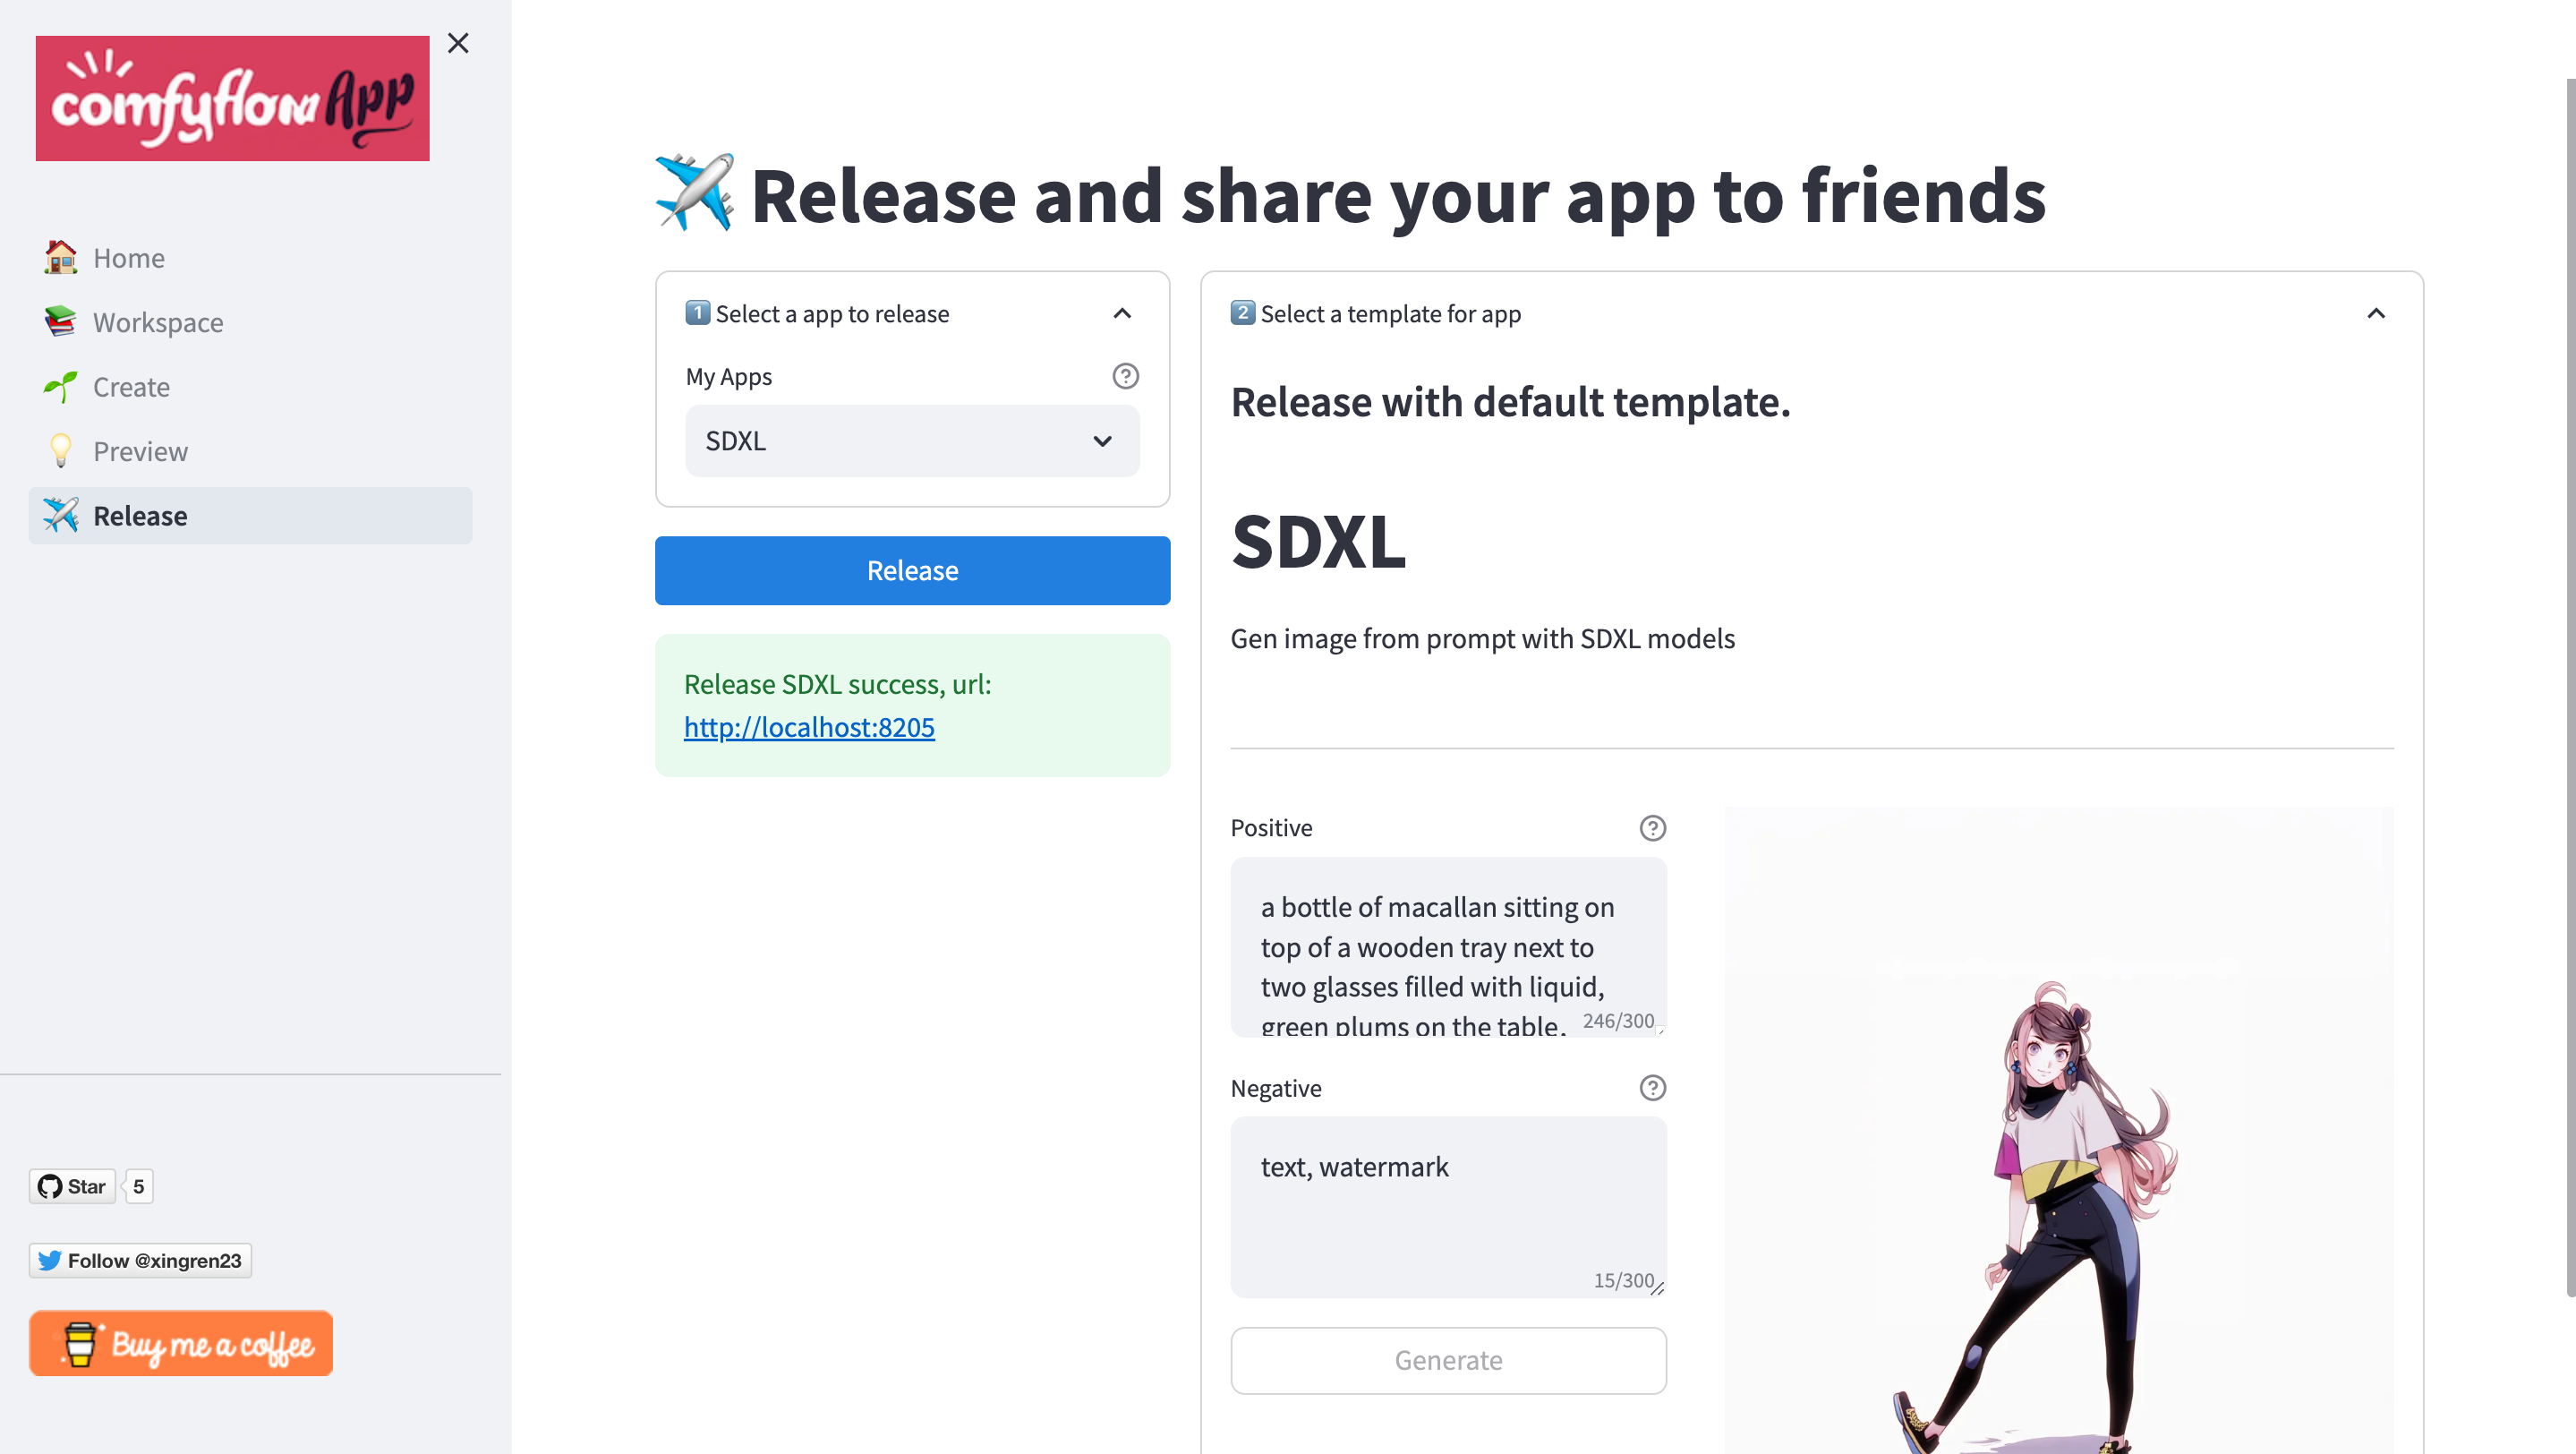 comfyflow App
Home
Workspace
Create
Preview
Release
Star 5
Follow @xingren23
Buy me a coffee
Release and share your app to friends
1 Select a app to release
My Apps
SDXL
Release
Release SDXL success, url:
http://localhost:8205
2 Select a template for app
Release with default template.
SDXL
Gen image from prompt with SDXL models
Positive
a bottle of macallan sitting on
top of a wooden tray next to
two glasses filled with liquid,
green plums on the table,
246/300
Negative
text, watermark
15/300
Generate